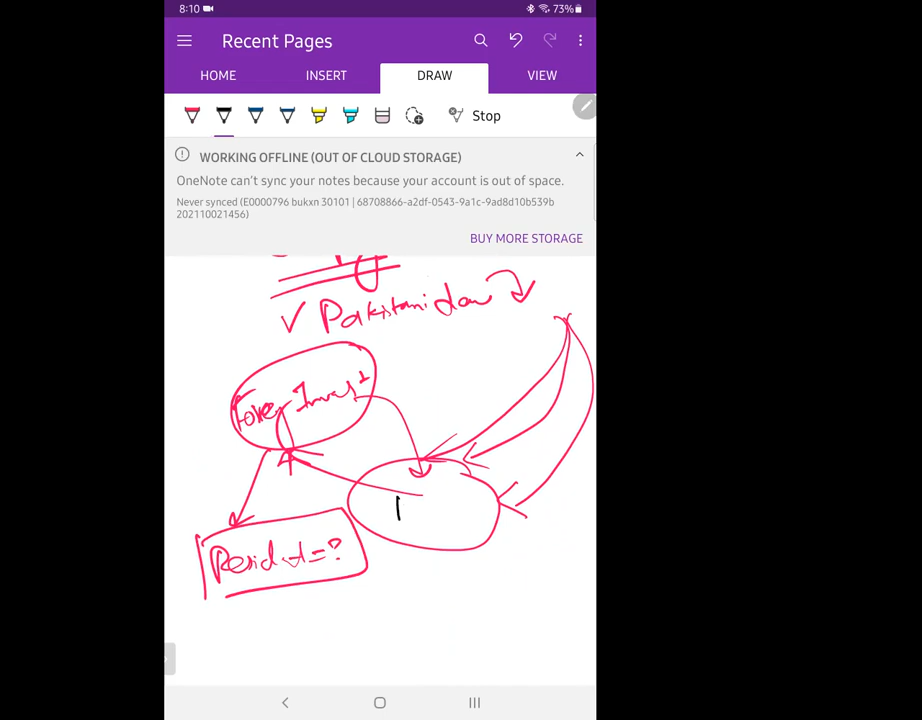 8:10
73%
Recent Pages
HOME INSERT DRAW VIEW
Stop
WORKING OFFLINE (OUT OF CLOUD STORAGE)
OneNote can't sync your notes because your account is out of space.
Never synced (E0000796 bukxn 30101 | 68708866-a2df-0543-9a1c-9ad8d10b539b
202110021456)
BUY MORE STORAGE
✓ Pakistani law
= ?